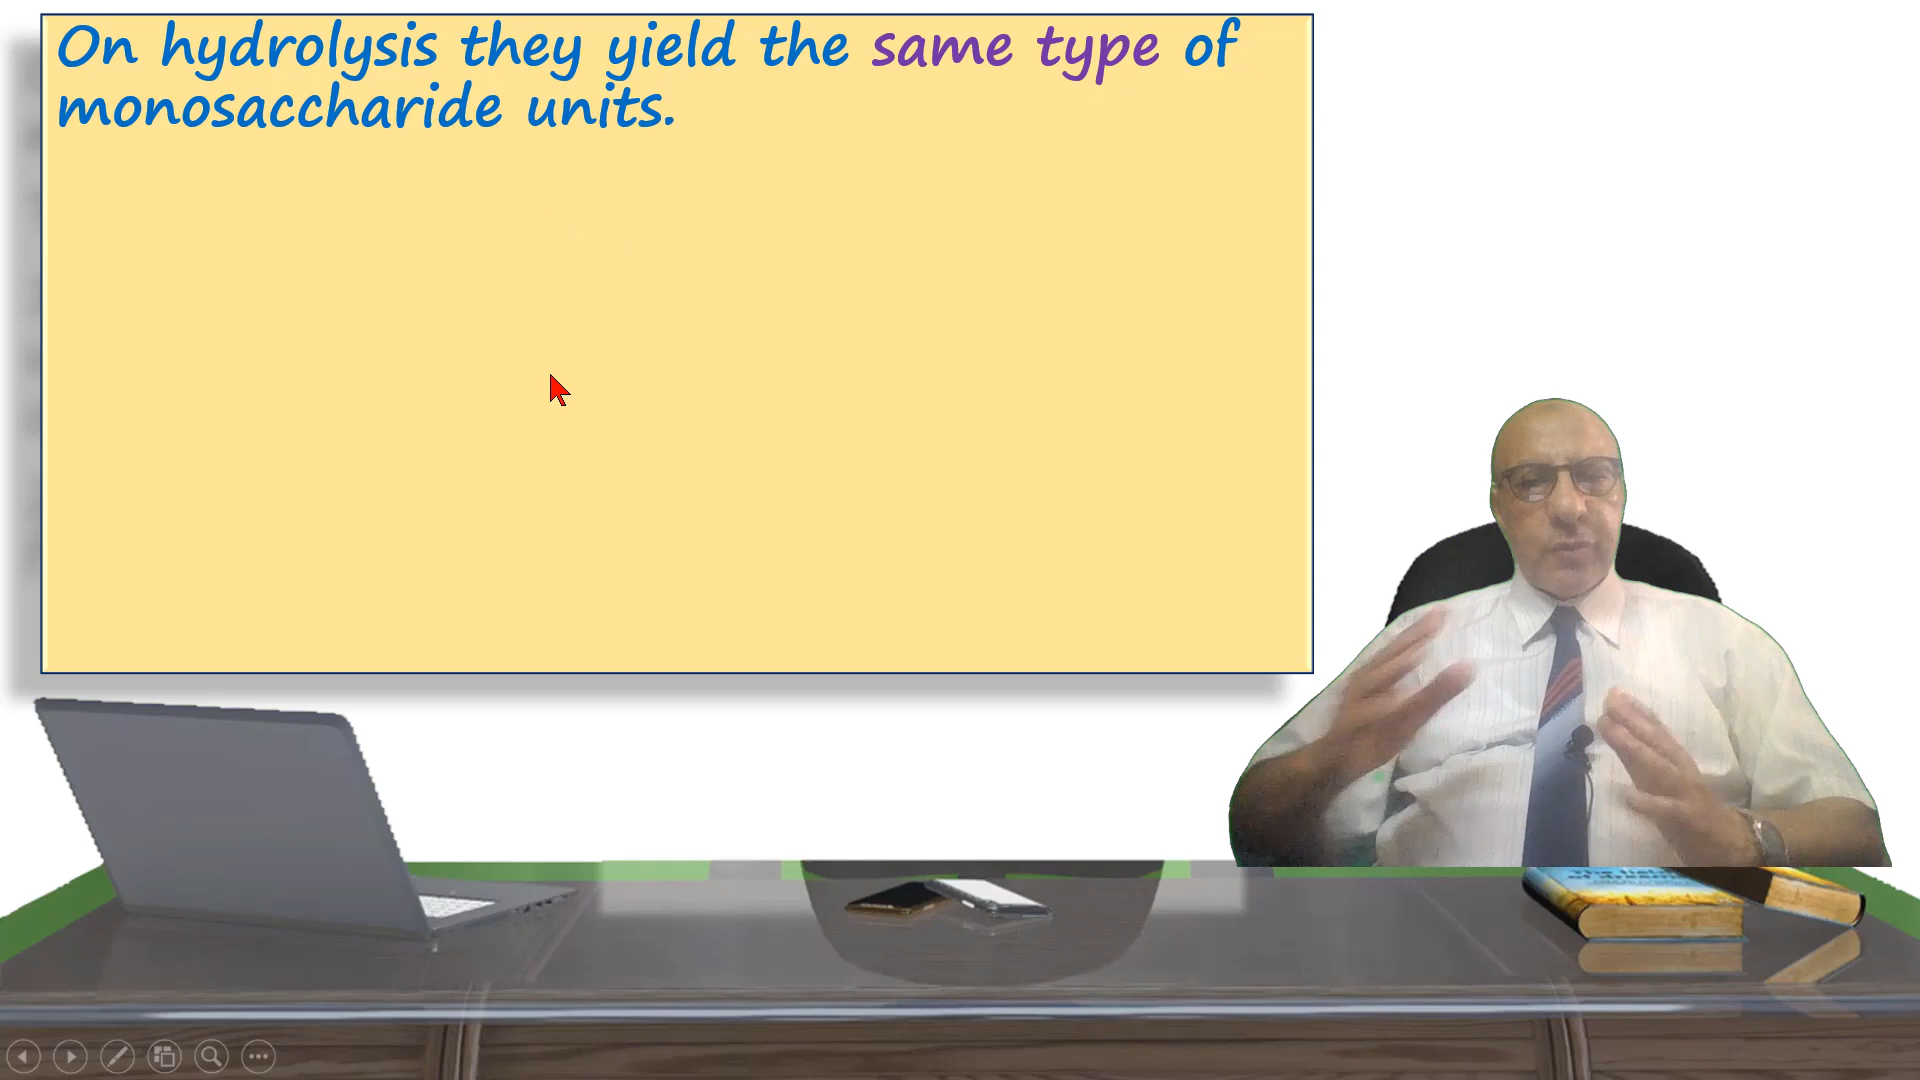 On hydrolysis they yield the same type of
monosaccharide units.